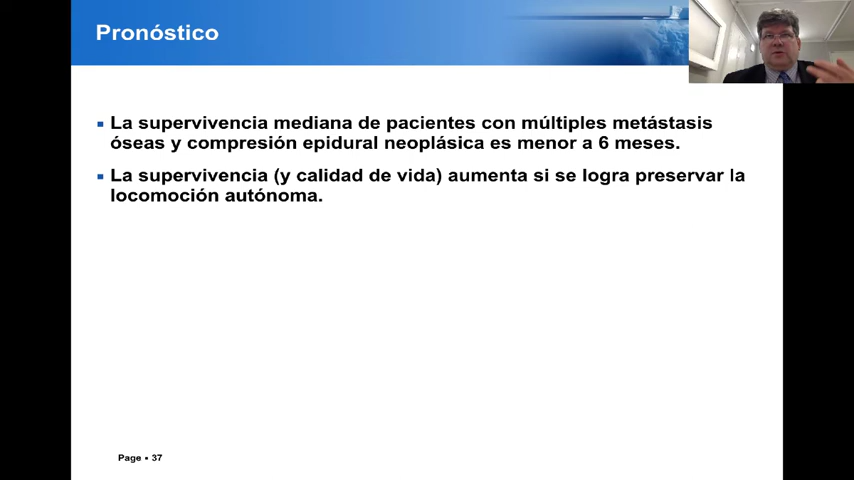 Pronóstico
▪ La supervivencia mediana de pacientes con múltiples metástasis
óseas y compresión epidural neoplásica es menor a 6 meses.
▪ La supervivencia (y calidad de vida) aumenta si se logra preservar la
locomoción autónoma.
Page ▪ 37